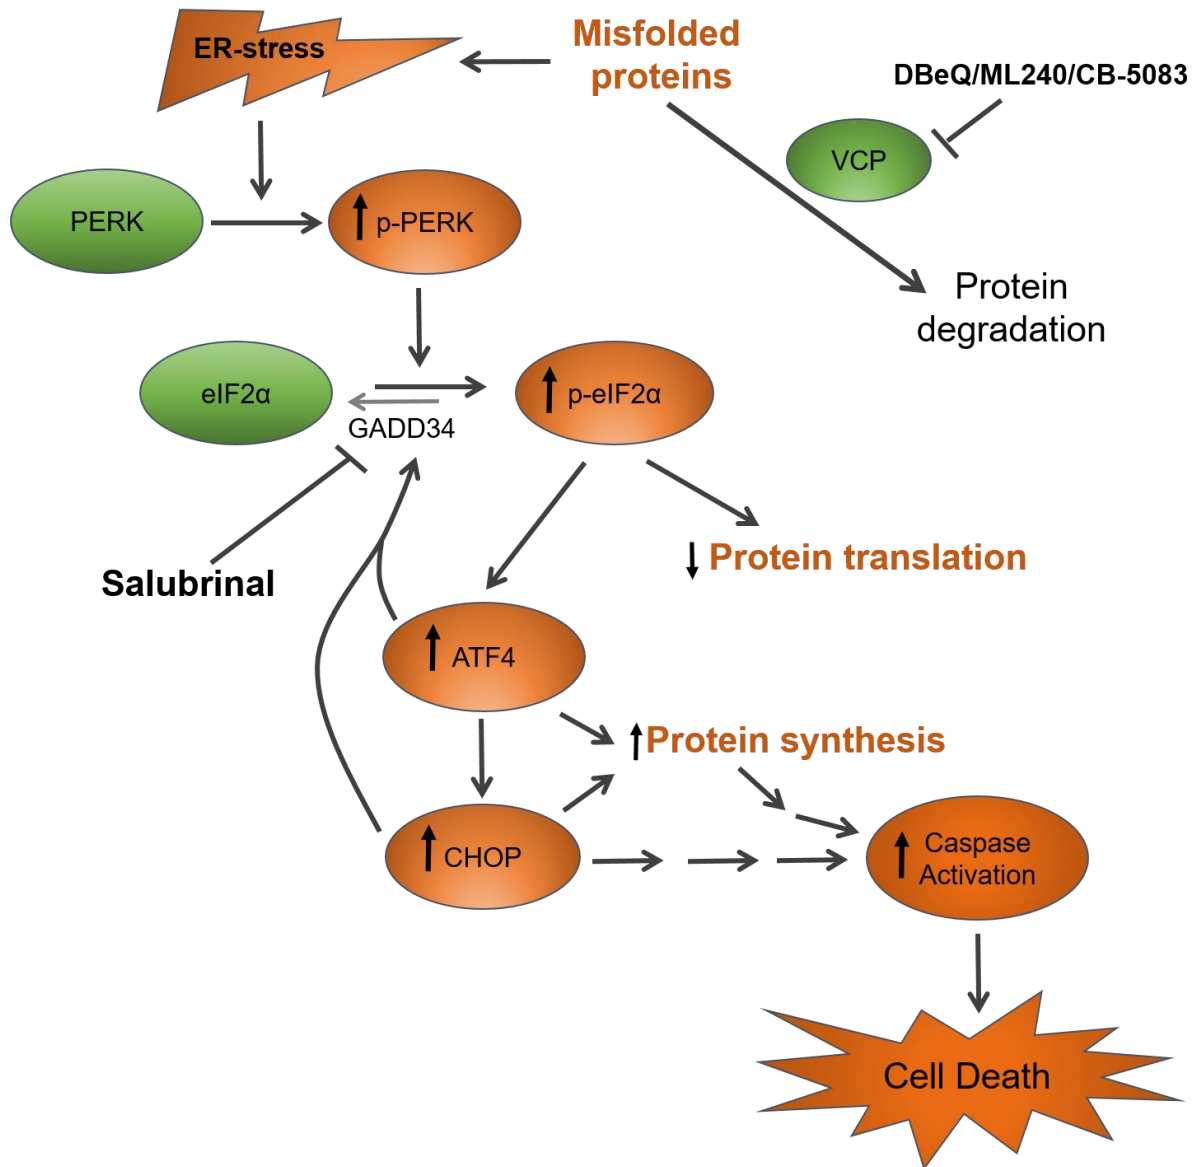 Misfolded
proteins
ER-stress
DBeQ/ML240/CB-5083
VCP
PERK
p-PERK
Protein
degradation
eIF2α
p-eIF2α
GADD34
Protein translation
Salubrinal
ATF4
Protein synthesis
CHOP
Caspase
Activation
Cell Death